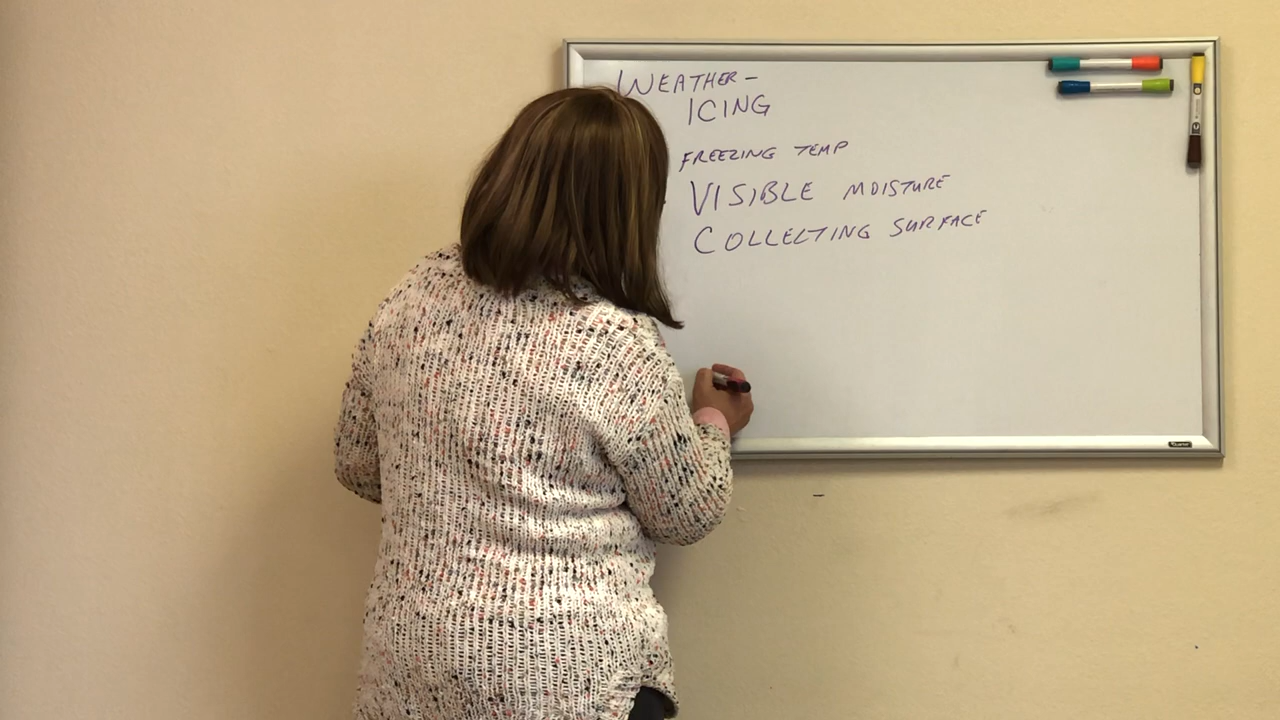 WEATHER -
ICING
FREEZING TEMP
VISIBLE MOISTURE
COLLECTING SURFACE